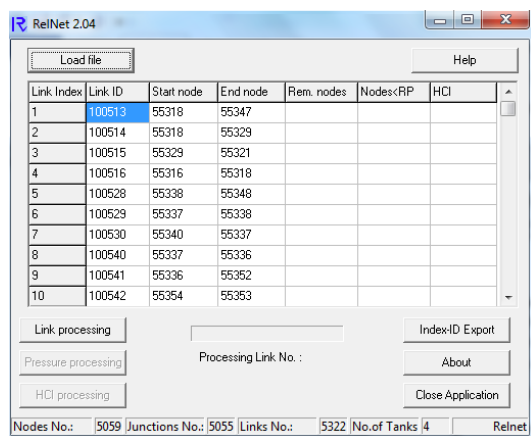 RelNet 2.04
Load file Help
Link Index Link ID Start node End node Rem. nodes Nodes<RP HCI
1 100513 55318 55347
2 100514 55318 55329
3 100515 55329 55321
4 100516 55316 55318
5 100528 55338 55348
6 100529 55337 55338
7 100530 55340 55337
8 100540 55337 55336
9 100541 55336 55352
10 100542 55354 55353
Link processing Index-ID Export
Pressure processing Processing Link No. : About
HCI processing Close Application
Nodes No.: 5059 Junctions No.: 5055 Links No.: 5322 No.of Tanks 4 Relnet